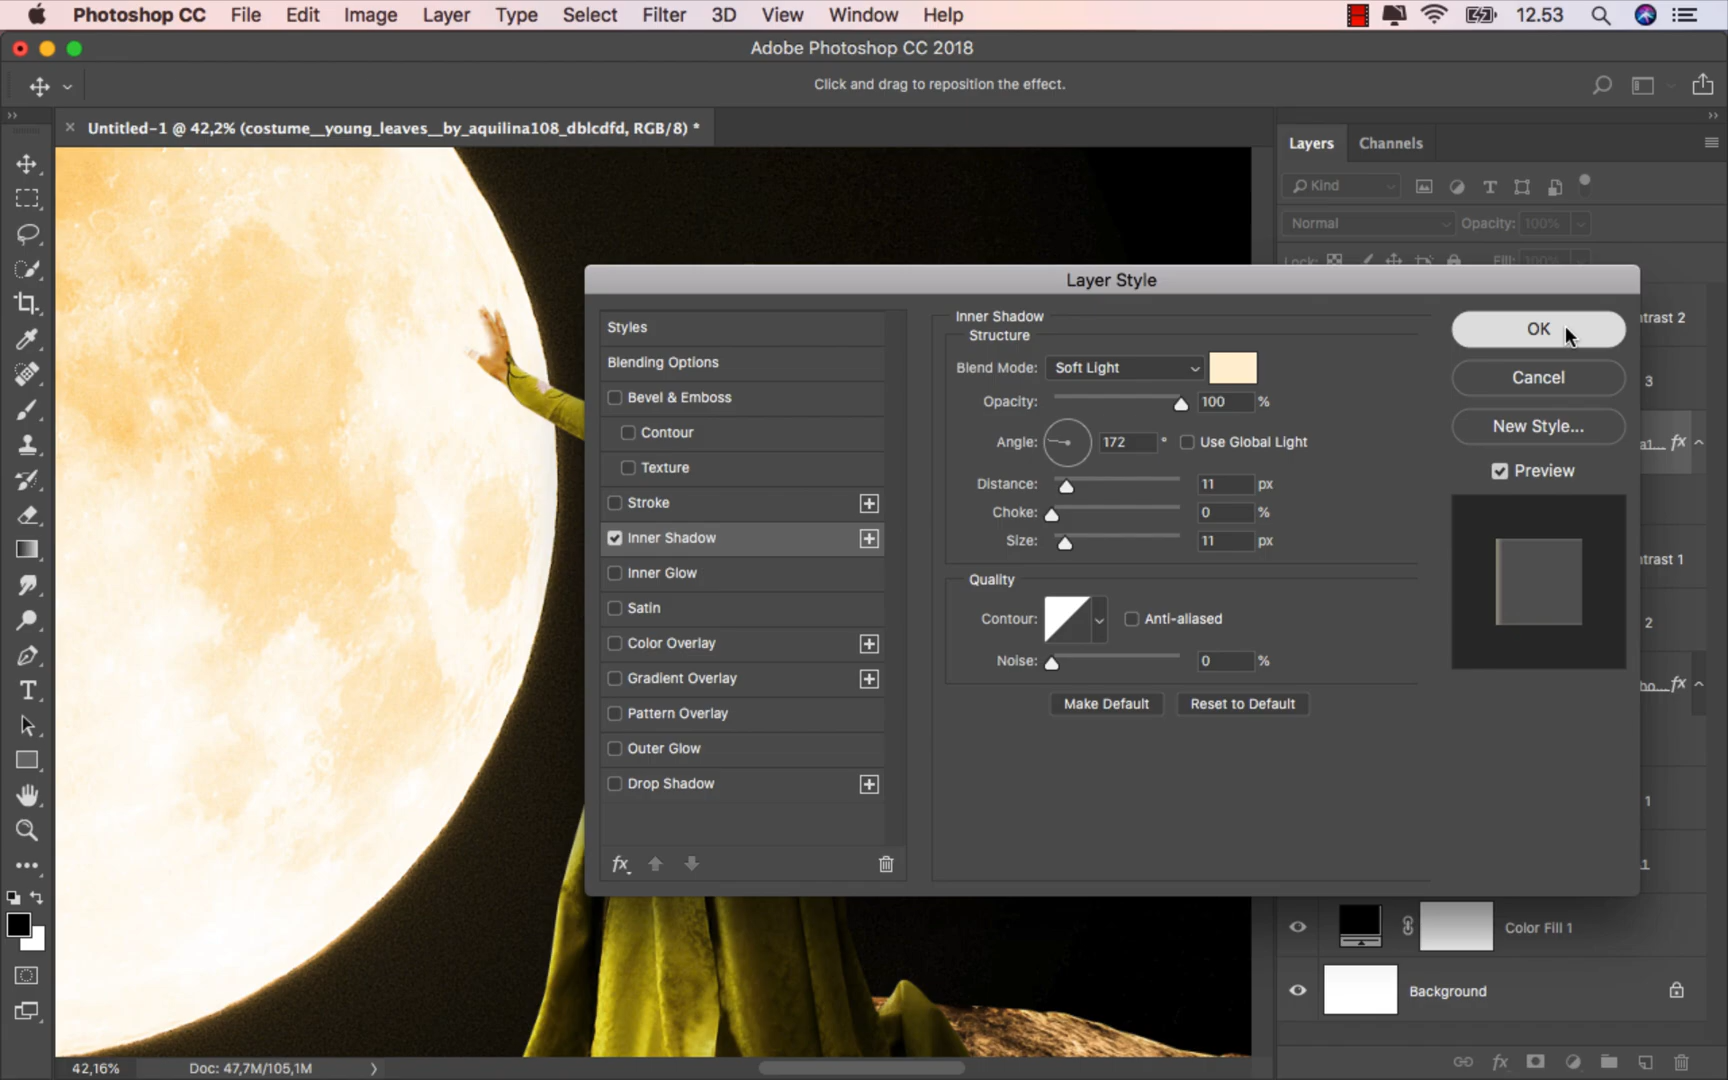 Photoshop CC File Edit Image Layer Type Select Filter 3D View Window Help 12.53
Adobe Photoshop CC 2018
Click and drag to reposition the effect.
Untitled-1 @ 42,2% (costume__young_leaves__by_aquilina108_dblcdfd, RGB/8) *
Layers Channels
Kind
Normal Opacity: 100%
Lock: Fill: 100%
Layer Style
Styles
Blending Options
Bevel & Emboss
Contour
Texture
Stroke
Inner Shadow
Inner Glow
Satin
Color Overlay
Gradient Overlay
Pattern Overlay
Outer Glow
Drop Shadow
fx
Inner Shadow
Structure
Blend Mode: Soft Light
Opacity: 100 %
Angle: 172 ° Use Global Light
Distance: 11 px
Choke: 0 %
Size: 11 px
Quality
Contour: Anti-aliased
Noise: 0 %
Make Default Reset to Default
OK
Cancel
New Style...
Preview
trast 2
3
a1... fx
trast 1
2
bo... fx
1
1
Color Fill 1
Background
fx
42,16% Doc: 47,7M/105,1M